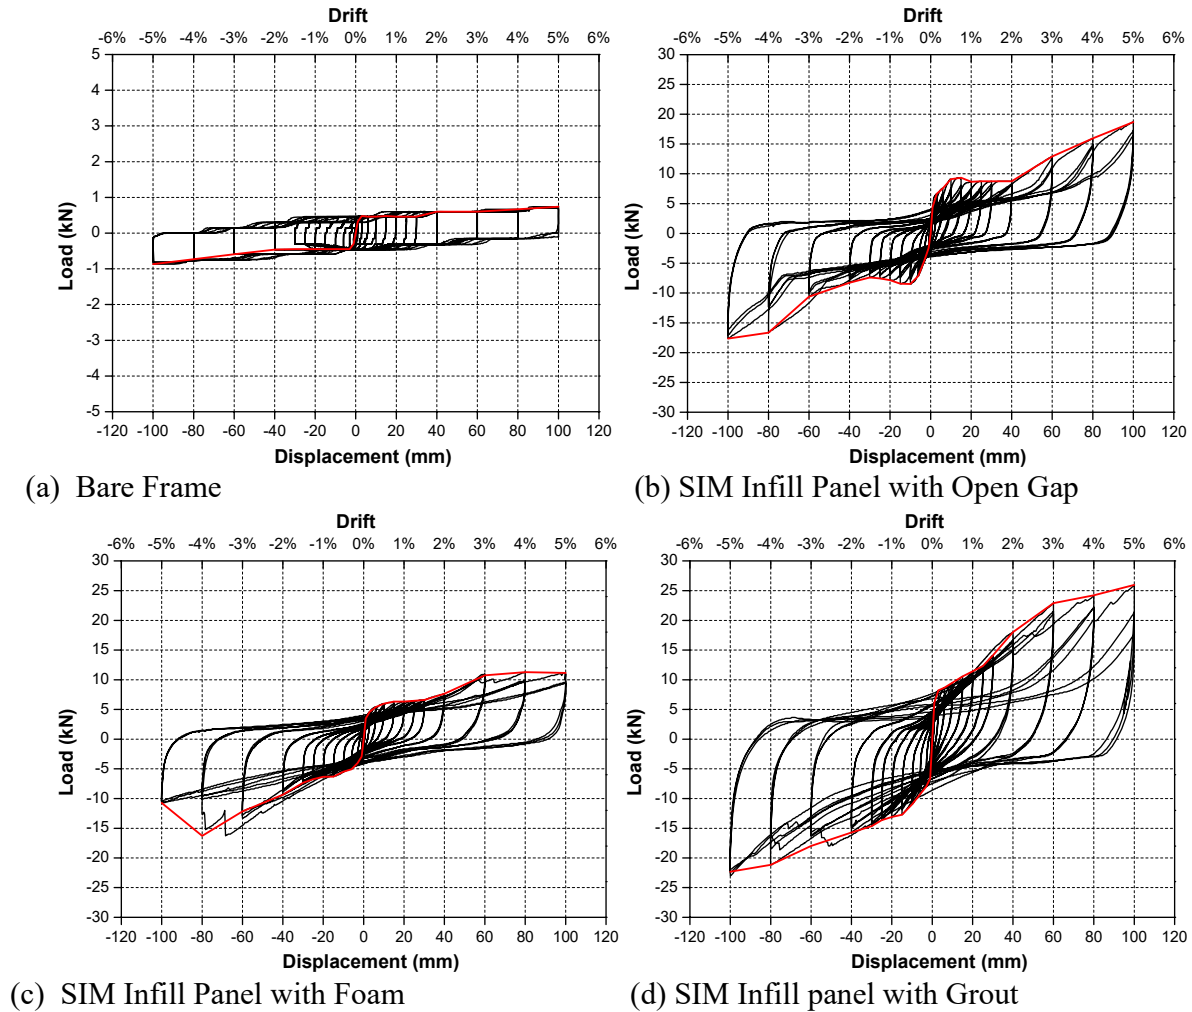 Drift
-6% -5% -4% -3% -2% -1% 0% 1% 2% 3% 4% 5% 6%
5
4
3
2
1
0
-1
-2
-3
-4
-5
Load (kN)
-120 -100 -80 -60 -40 -20 0 20 40 60 80 100 120
Displacement (mm)
(a) Bare Frame
Drift
-6% -5% -4% -3% -2% -1% 0% 1% 2% 3% 4% 5% 6%
30
25
20
15
10
5
0
-5
-10
-15
-20
-25
-30
Load (kN)
-120 -100 -80 -60 -40 -20 0 20 40 60 80 100 120
Displacement (mm)
(b) SIM Infill Panel with Open Gap
Drift
-6% -5% -4% -3% -2% -1% 0% 1% 2% 3% 4% 5% 6%
30
25
20
15
10
5
0
-5
-10
-15
-20
-25
-30
Load (kN)
-120 -100 -80 -60 -40 -20 0 20 40 60 80 100 120
Displacement (mm)
(c) SIM Infill Panel with Foam
Drift
-6% -5% -4% -3% -2% -1% 0% 1% 2% 3% 4% 5% 6%
30
25
20
15
10
5
0
-5
-10
-15
-20
-25
-30
Load (kN)
-120 -100 -80 -60 -40 -20 0 20 40 60 80 100 120
Displacement (mm)
(d) SIM Infill panel with Grout